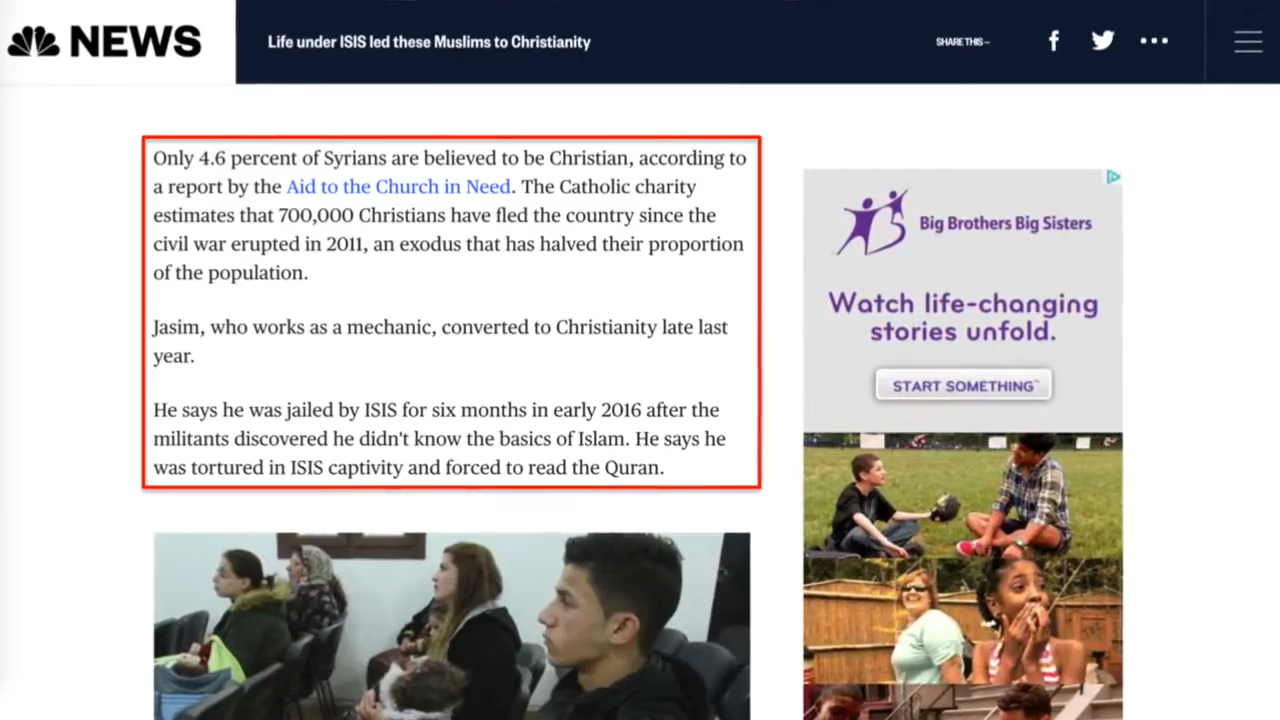 NEWS
Life under ISIS led these Muslims to Christianity
SHARE THIS—
Only 4.6 percent of Syrians are believed to be Christian, according to
a report by the Aid to the Church in Need. The Catholic charity
estimates that 700,000 Christians have fled the country since the
civil war erupted in 2011, an exodus that has halved their proportion
of the population.
Jasim, who works as a mechanic, converted to Christianity late last
year.
He says he was jailed by ISIS for six months in early 2016 after the
militants discovered he didn't know the basics of Islam. He says he
was tortured in ISIS captivity and forced to read the Quran.
Big Brothers Big Sisters
Watch life-changing
stories unfold.
START SOMETHING™